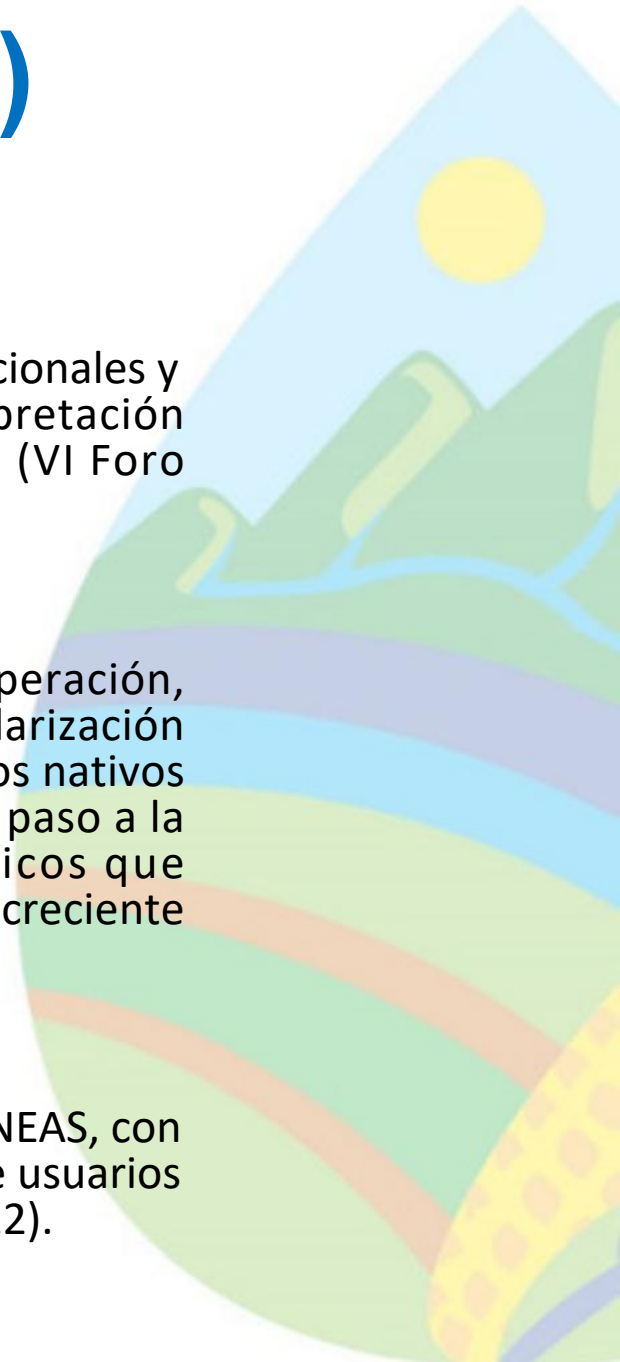 )
cionales y
pretación
(VI Foro
peración,
larización
os nativos
paso a la
icos que
creciente
NEAS, con
e usuarios
2).